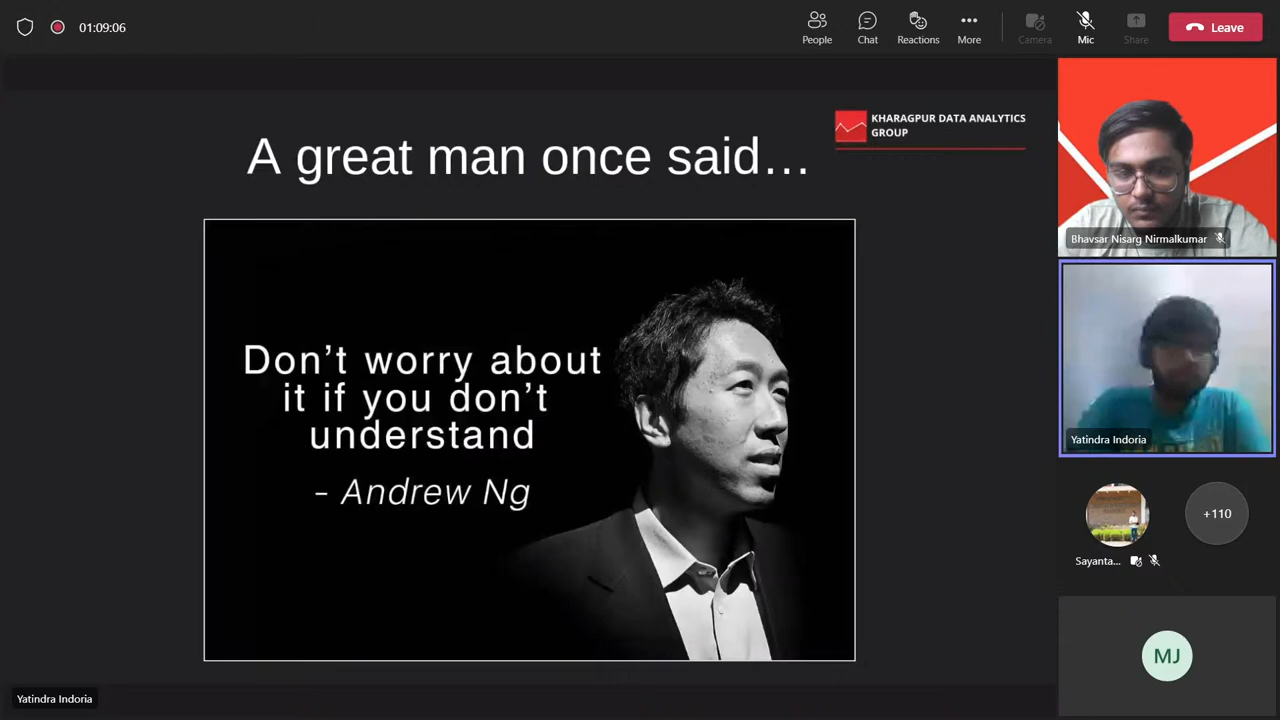 01:09:06
People
Chat
Reactions
More
Camera
Mic
Share
Leave
A great man once said…
KHARAGPUR DATA ANALYTICS
GROUP
Don't worry about
it if you don't
understand
- Andrew Ng
Bhavsar Nisarg Nirmalkumar
Yatindra Indoria
Sayanta...
+110
MJ
Yatindra Indoria